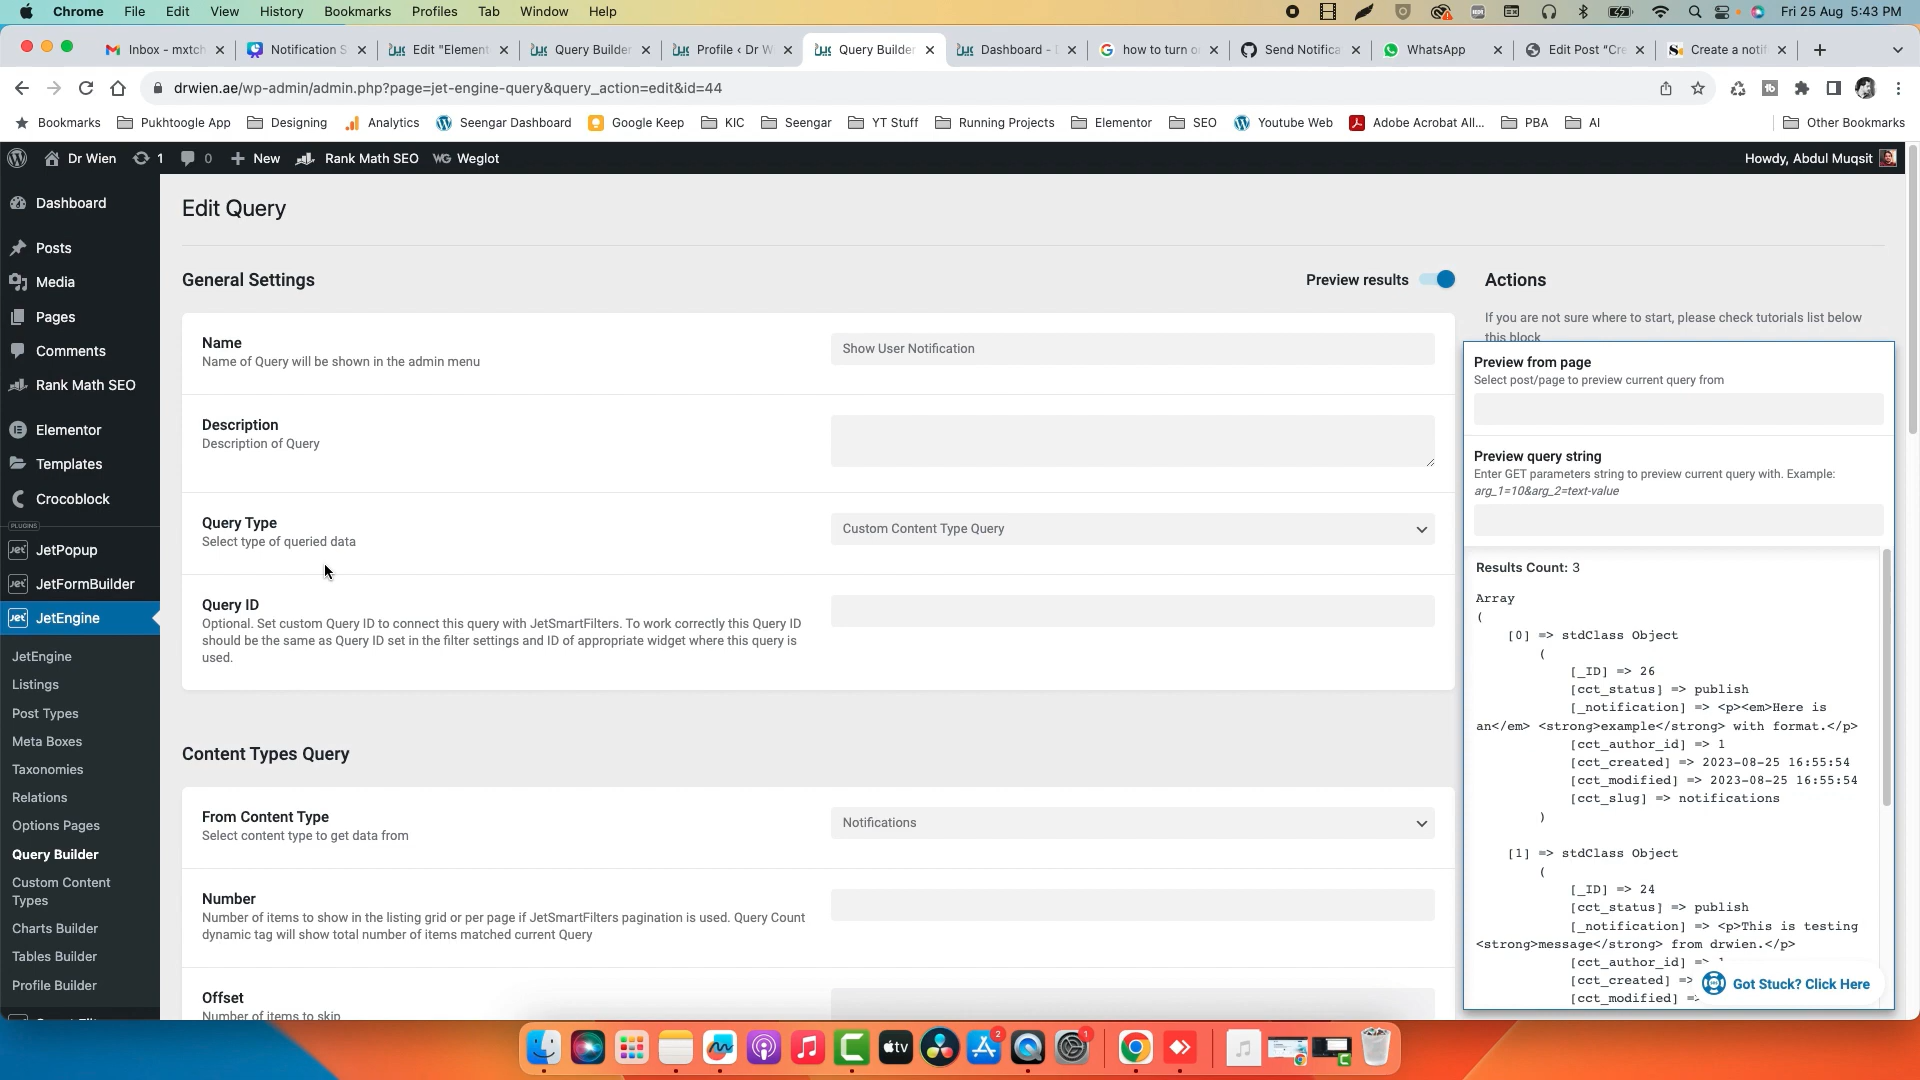 Chrome File Edit View History Bookmarks Profiles Tab Window Help Fri 25 Aug 5:43 PM
Inbox - mxtch Notification S Edit "Element Query Builder Profile ‹ Dr W Query Builder Dashboard - how to turn o Send Notifica WhatsApp Edit Post "Cre Create a notif
drwien.ae/wp-admin/admin.php?page=jet-engine-query&query_action=edit&id=44
Bookmarks Pukhtoogle App Designing Analytics Seengar Dashboard Google Keep KIC Seengar YT Stuff Running Projects Elementor SEO Youtube Web Adobe Acrobat All... PBA AI Other Bookmarks
Dr Wien 1 0 New Rank Math SEO WG Weglot Howdy, Abdul Muqsit
Dashboard
Posts
Media
Pages
Comments
Rank Math SEO
Elementor
Templates
Crocoblock
PLUGINS
JetPopup
JetFormBuilder
JetEngine
JetEngine
Listings
Post Types
Meta Boxes
Taxonomies
Relations
Options Pages
Query Builder
Custom Content
Types
Charts Builder
Tables Builder
Profile Builder
Edit Query
General Settings
Preview results
Name
Name of Query will be shown in the admin menu
Show User Notification
Description
Description of Query
Query Type
Select type of queried data
Custom Content Type Query
Query ID
Optional. Set custom Query ID to connect this query with JetSmartFilters. To work correctly this Query ID
should be the same as Query ID set in the filter settings and ID of appropriate widget where this query is
used.
Content Types Query
From Content Type
Select content type to get data from
Notifications
Number
Number of items to show in the listing grid or per page if JetSmartFilters pagination is used. Query Count
dynamic tag will show total number of items matched current Query
Offset
Number of items to skip
Actions
If you are not sure where to start, please check tutorials list below
this block
Preview from page
Select post/page to preview current query from
Preview query string
Enter GET parameters string to preview current query with. Example:
arg_1=10&arg_2=text-value
Results Count: 3
Array
(
[0] => stdClass Object
(
[_ID] => 26
[cct_status] => publish
[_notification] => <p><em>Here is
an</em> <strong>example</strong> with format.</p>
[cct_author_id] => 1
[cct_created] => 2023-08-25 16:55:54
[cct_modified] => 2023-08-25 16:55:54
[cct_slug] => notifications
)
[1] => stdClass Object
(
[_ID] => 24
[cct_status] => publish
[_notification] => <p>This is testing
<strong>message</strong> from drwien.</p>
[cct_author_id] =>
[cct_created] =>
[cct_modified] =>
Got Stuck? Click Here
tv 2 1